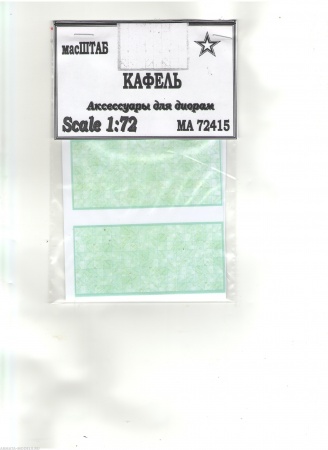 масШТАБ
КАФЕЛЬ
Аксессуары для диорам
Scale 1:72 MA 72415